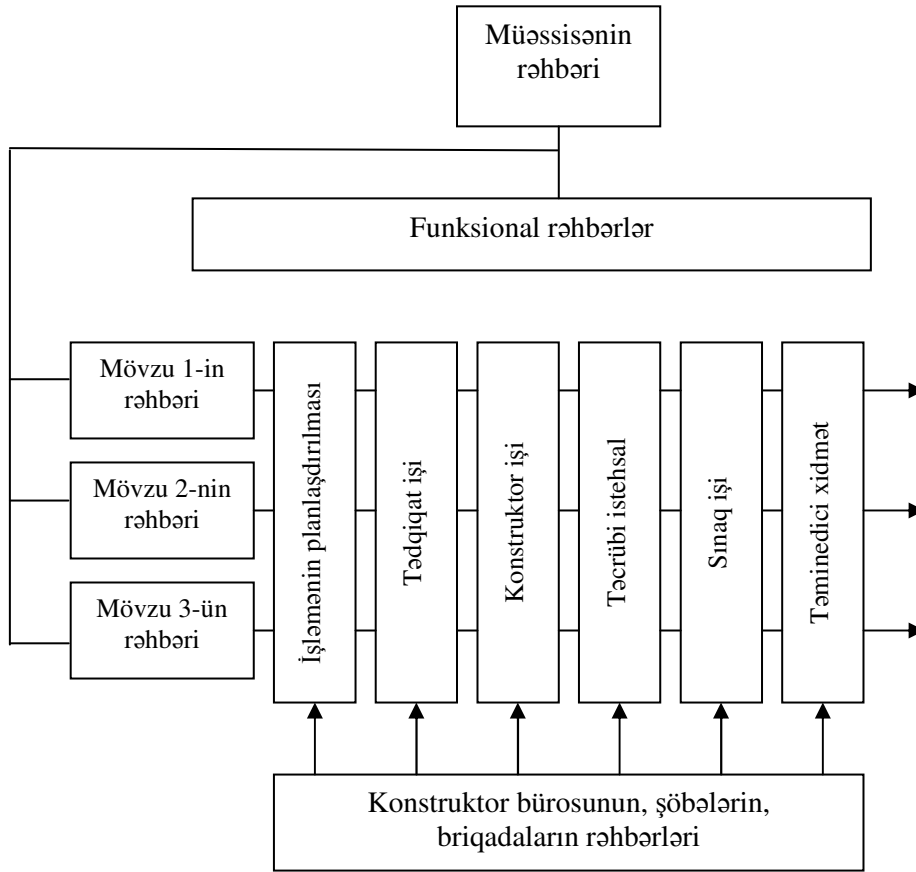 Müəssisənin
rəhbəri
Funksional rəhbərlər
Mövzu 1-in
rəhbəri
Mövzu 2-nin
rəhbəri
Mövzu 3-ün
rəhbəri
İşləmənin planlaşdırılması
Tədqiqat işi
Konstruktor işi
Təcrübi istehsal
Sınaq işi
Təminedici xidmət
Konstruktor bürosunun, şöbələrin,
briqadaların rəhbərləri